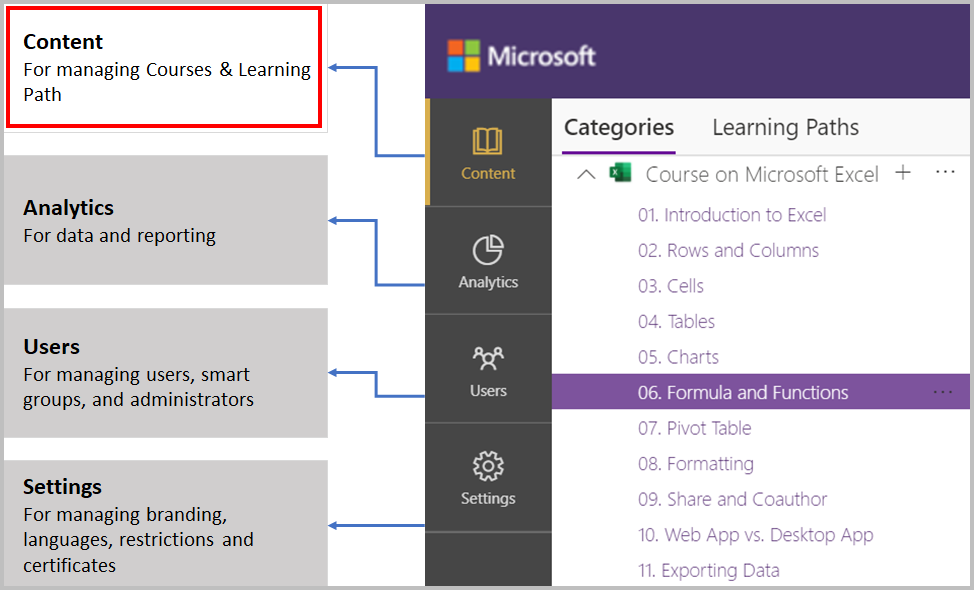 Content
For managing Courses & Learning
Path
Analytics
For data and reporting
Users
For managing users, smart
groups, and administrators
Settings
For managing branding,
languages, restrictions and
certificates
Microsoft
Content
Analytics
Users
Settings
Categories Learning Paths
Course on Microsoft Excel + ...
01. Introduction to Excel
02. Rows and Columns
03. Cells
04. Tables
05. Charts
06. Formula and Functions ...
07. Pivot Table
08. Formatting
09. Share and Coauthor
10. Web App vs. Desktop App
11. Exporting Data